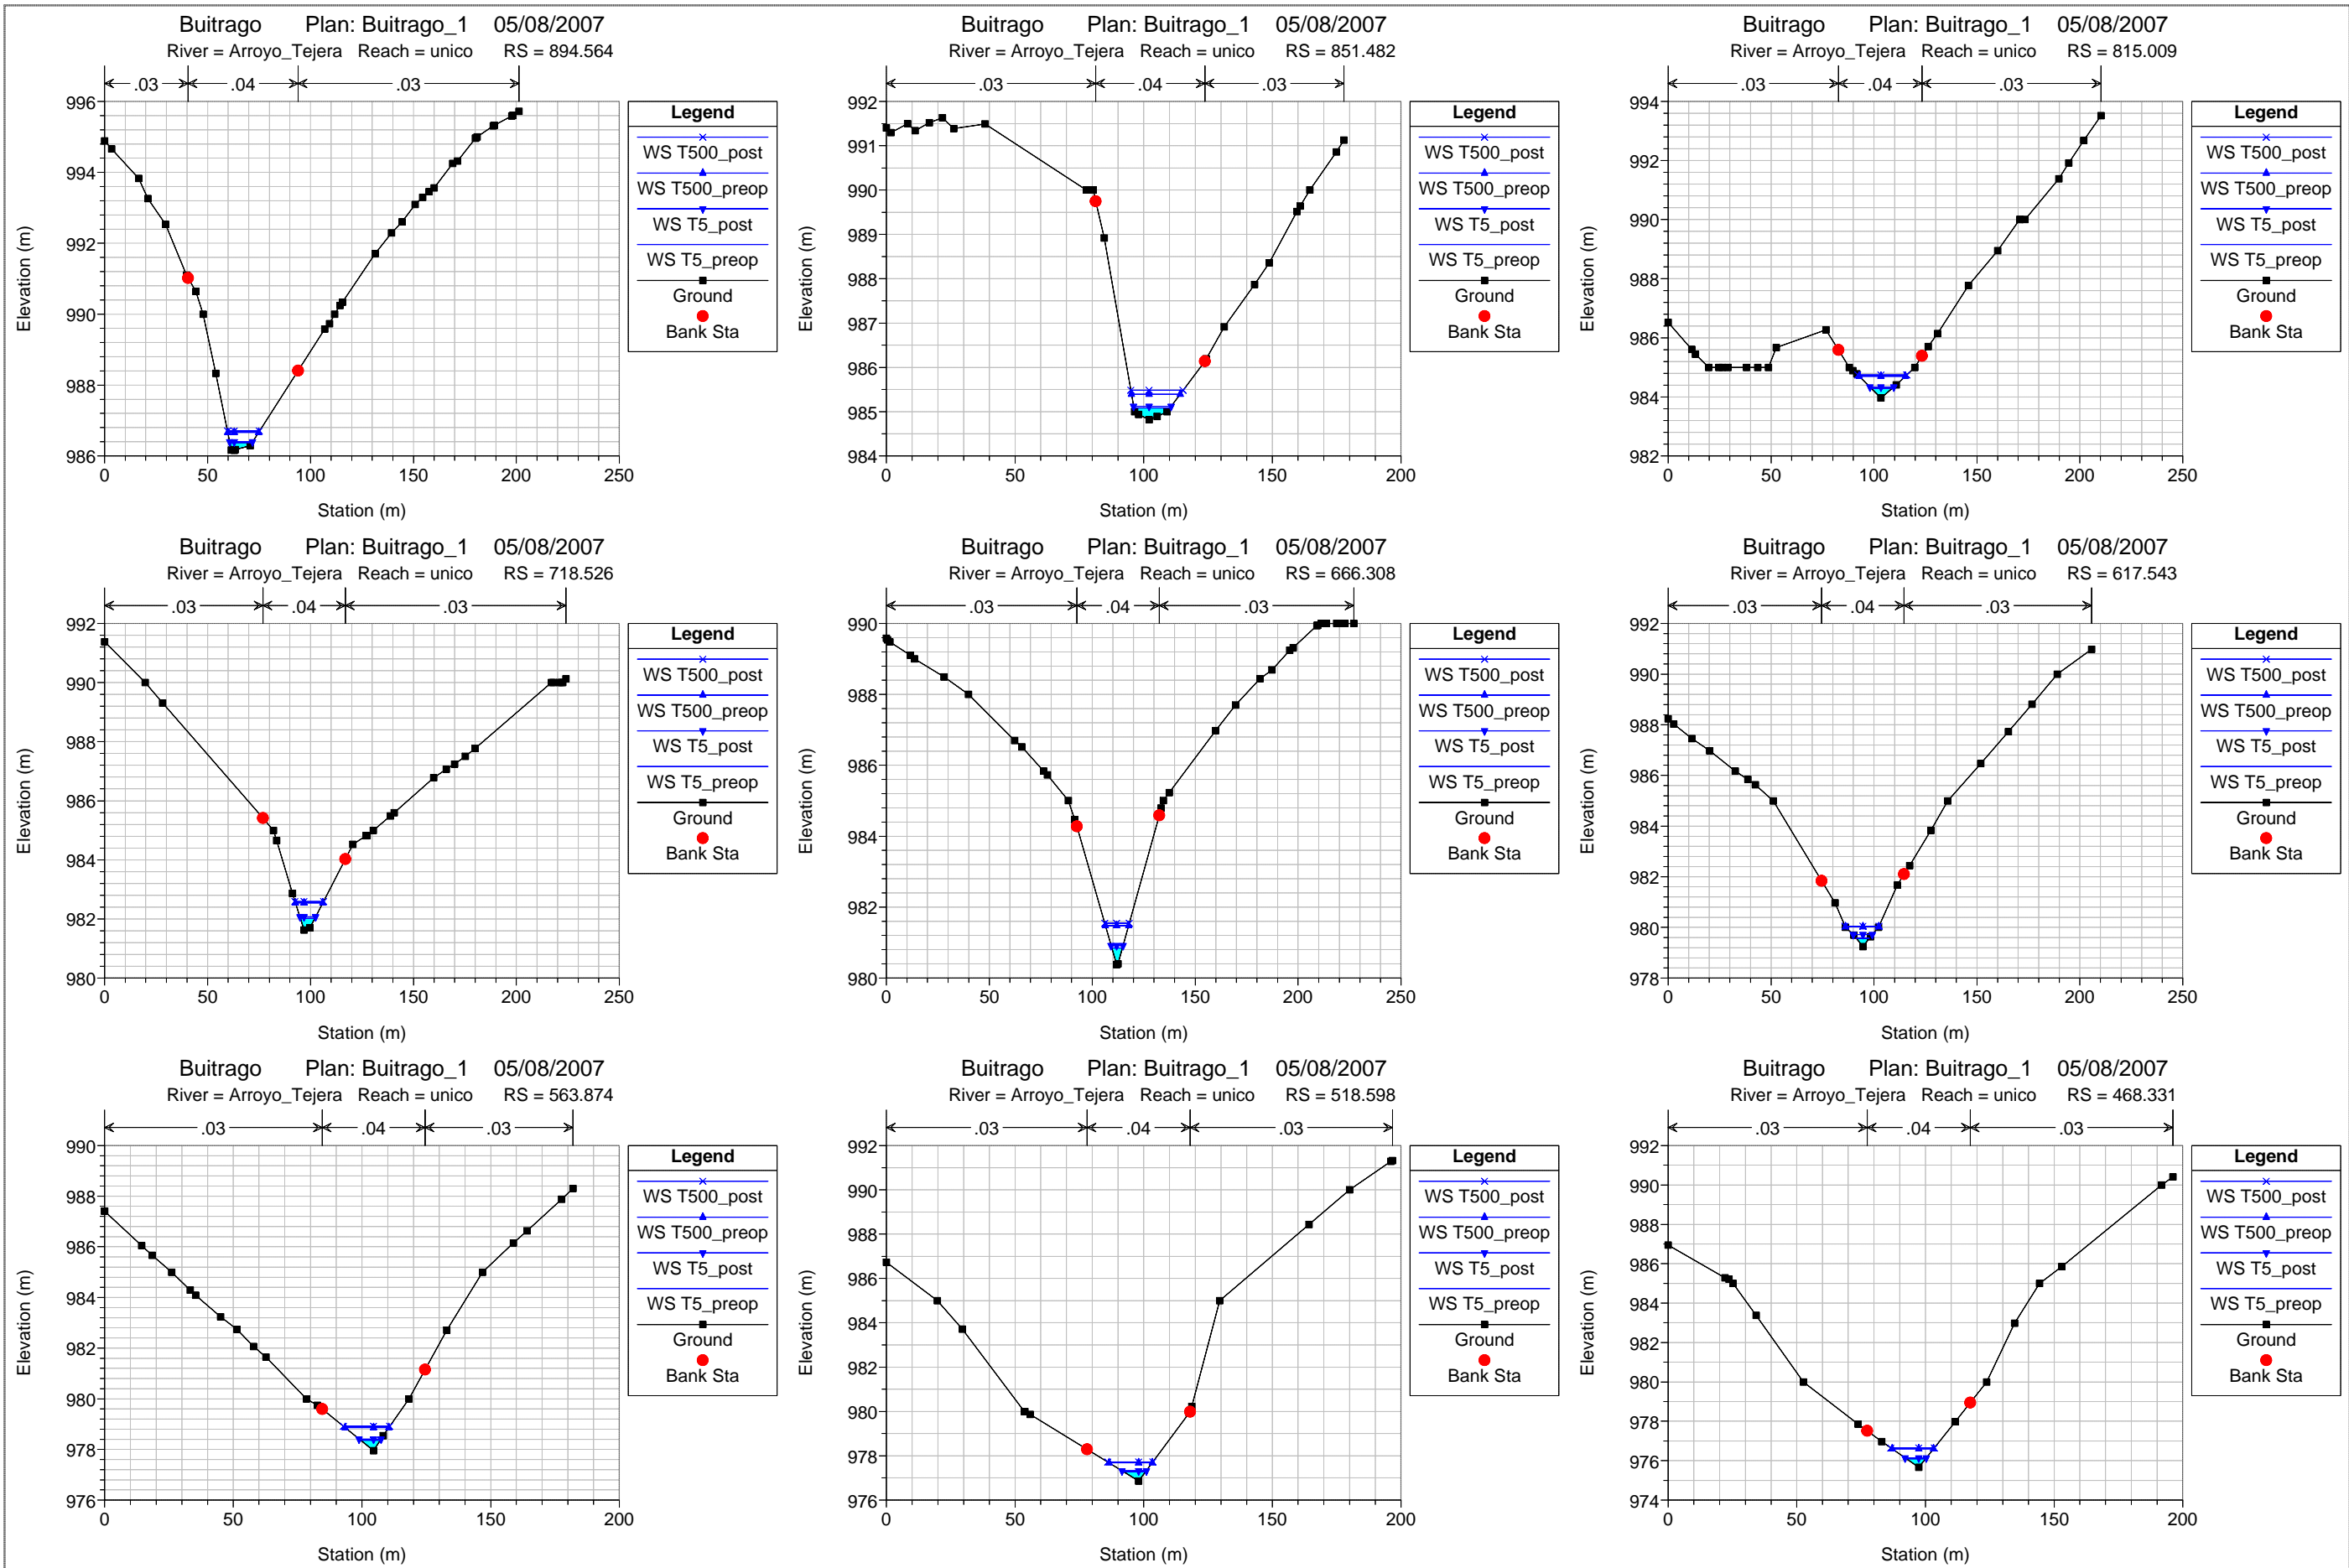 Buitrago Plan: Buitrago_1 05/08/2007
River = Arroyo_Tejera Reach = unico RS = 894.564
.03 .04 .03
996
994
992
990
988
986
0 50 100 150 200 250
Station (m)
Elevation (m)
Legend
WS T500_post
WS T500_preop
WS T5_post
WS T5_preop
Ground
Bank Sta
Buitrago Plan: Buitrago_1 05/08/2007
River = Arroyo_Tejera Reach = unico RS = 851.482
.03 .04 .03
992
991
990
989
988
987
986
985
984
0 50 100 150 200
Station (m)
Elevation (m)
Legend
WS T500_post
WS T500_preop
WS T5_post
WS T5_preop
Ground
Bank Sta
Buitrago Plan: Buitrago_1 05/08/2007
River = Arroyo_Tejera Reach = unico RS = 815.009
.03 .04 .03
994
992
990
988
986
984
982
0 50 100 150 200 250
Station (m)
Elevation (m)
Legend
WS T500_post
WS T500_preop
WS T5_post
WS T5_preop
Ground
Bank Sta
Buitrago Plan: Buitrago_1 05/08/2007
River = Arroyo_Tejera Reach = unico RS = 718.526
.03 .04 .03
992
990
988
986
984
982
980
0 50 100 150 200 250
Station (m)
Elevation (m)
Legend
WS T500_post
WS T500_preop
WS T5_post
WS T5_preop
Ground
Bank Sta
Buitrago Plan: Buitrago_1 05/08/2007
River = Arroyo_Tejera Reach = unico RS = 666.308
.03 .04 .03
990
988
986
984
982
980
0 50 100 150 200 250
Station (m)
Elevation (m)
Legend
WS T500_post
WS T500_preop
WS T5_post
WS T5_preop
Ground
Bank Sta
Buitrago Plan: Buitrago_1 05/08/2007
River = Arroyo_Tejera Reach = unico RS = 617.543
.03 .04 .03
992
990
988
986
984
982
980
978
0 50 100 150 200 250
Station (m)
Elevation (m)
Legend
WS T500_post
WS T500_preop
WS T5_post
WS T5_preop
Ground
Bank Sta
Buitrago Plan: Buitrago_1 05/08/2007
River = Arroyo_Tejera Reach = unico RS = 563.874
.03 .04 .03
990
988
986
984
982
980
978
976
0 50 100 150 200
Station (m)
Elevation (m)
Legend
WS T500_post
WS T500_preop
WS T5_post
WS T5_preop
Ground
Bank Sta
Buitrago Plan: Buitrago_1 05/08/2007
River = Arroyo_Tejera Reach = unico RS = 518.598
.03 .04 .03
992
990
988
986
984
982
980
978
976
0 50 100 150 200
Station (m)
Elevation (m)
Legend
WS T500_post
WS T500_preop
WS T5_post
WS T5_preop
Ground
Bank Sta
Buitrago Plan: Buitrago_1 05/08/2007
River = Arroyo_Tejera Reach = unico RS = 468.331
.03 .04 .03
992
990
988
986
984
982
980
978
976
974
0 50 100 150 200
Station (m)
Elevation (m)
Legend
WS T500_post
WS T500_preop
WS T5_post
WS T5_preop
Ground
Bank Sta